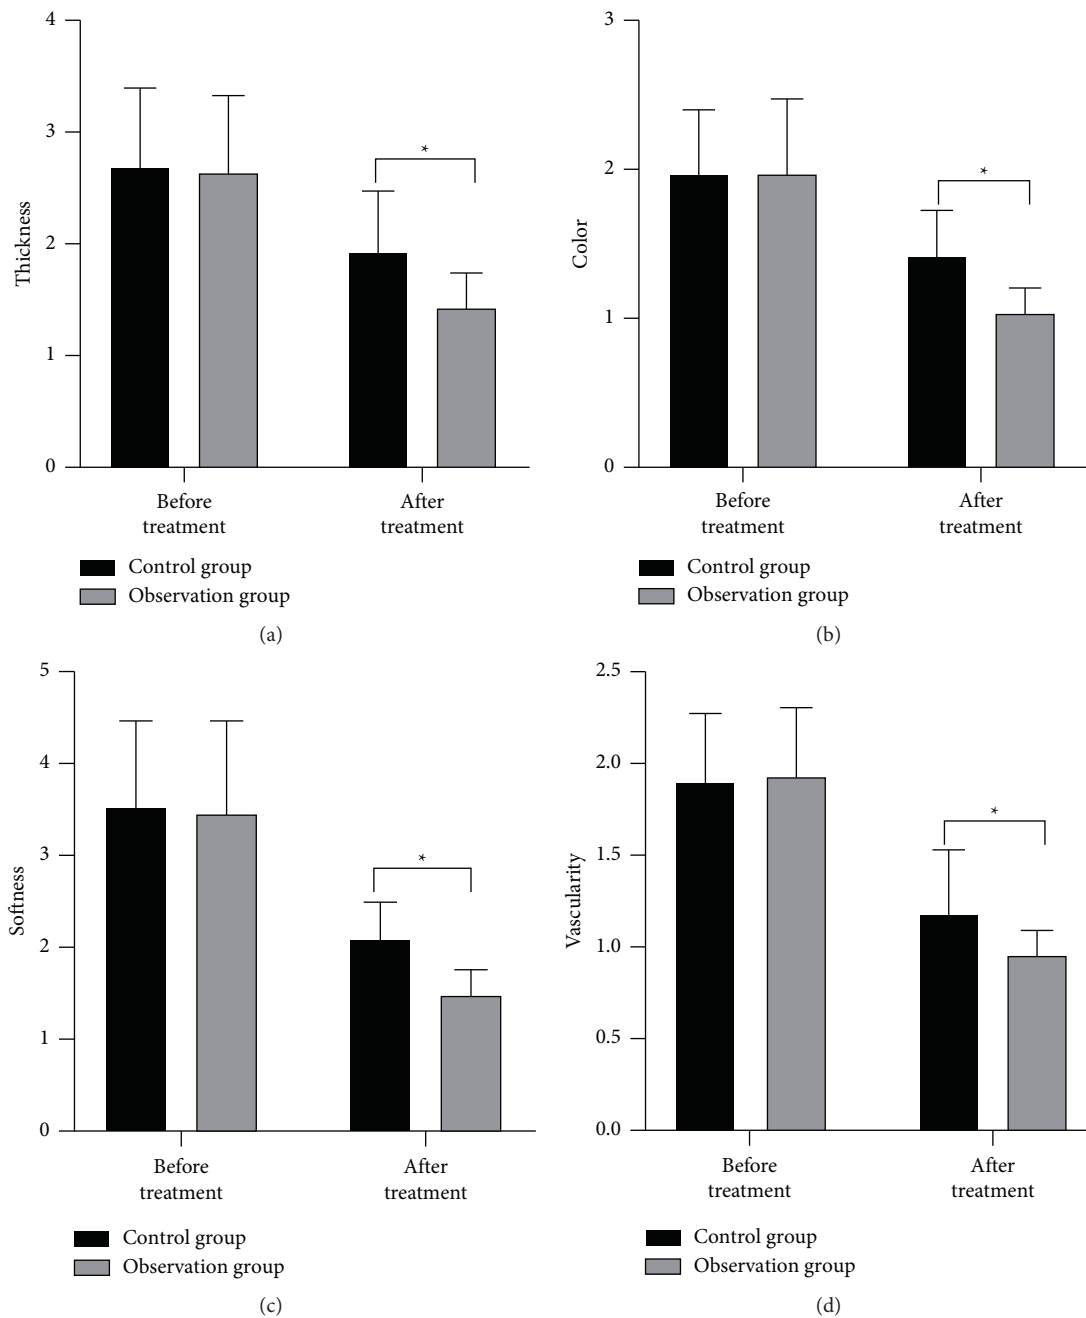 4
3
2
1
0
Thickness
*
Before
treatment
After
treatment
Control group
Observation group
(a)
3
2
1
0
Color
*
Before
treatment
After
treatment
Control group
Observation group
(b)
5
4
3
2
1
0
Softness
*
Before
treatment
After
treatment
Control group
Observation group
(c)
2.5
2.0
1.5
1.0
0.5
0.0
Vascularity
*
Before
treatment
After
treatment
Control group
Observation group
(d)